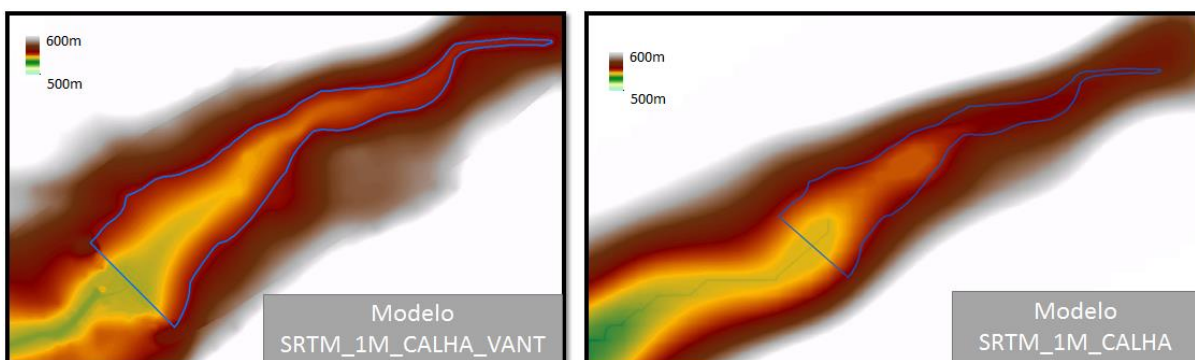 600m
500m
Modelo
SRTM_1M_CALHA_VANT
600m
500m
Modelo
SRTM_1M_CALHA